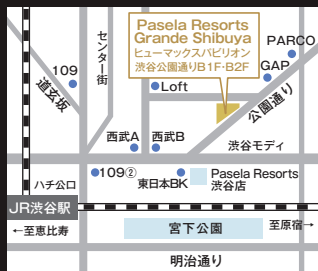 Pasela Resorts
Grande Shibuya
ヒューマックスパビリオン
渋谷公園通りB1F・B2F
PARCO
GAP
センター街
109
道玄坂
Loft
公園通り
西武A
西武B
渋谷モディ
109②
東日本BK
Pasela Resorts
渋谷店
ハチ公口
JR渋谷駅
←至恵比寿
宮下公園
至原宿→
明治通り